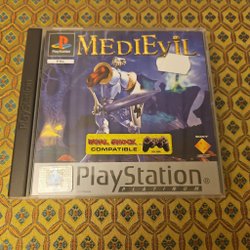 MEDIEVIL
PlayStation
DUAL SHOCK
COMPATIBLE
SONY
PlayStation
PLATINUM